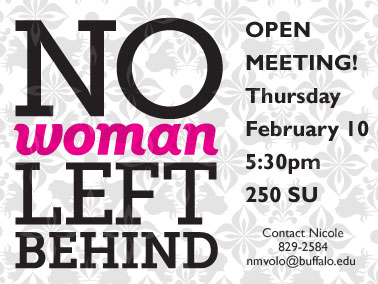 NO
woman
LEFT
BEHIND
OPEN
MEETING!
Thursday
February 10
5:30pm
250 SU
Contact Nicole
829-2584
nmvolo@buffalo.edu